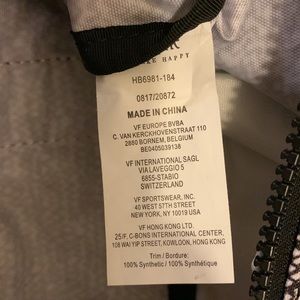 HAPPY
HB6981-184
0817/20872
MADE IN CHINA
VF EUROPE BVBA
C. VAN KERCKHOVENSTRAAT 110
2880 BORNEM, BELGIUM
BE0405039138
VF INTERNATIONAL SAGL
VIA LAVEGGIO 5
6855-STABIO
SWITZERLAND
VF SPORTSWEAR, INC.
40 WEST 57TH STREET
NEW YORK, NY 10019 USA
VF HONG KONG LTD.
25/F, C-BONS INTERNATIONAL CENTER,
108 WAI YIP STREET, KOWLOON, HONG KONG
Trim / Bordure:
100% Synthetic / 100% Synthétique